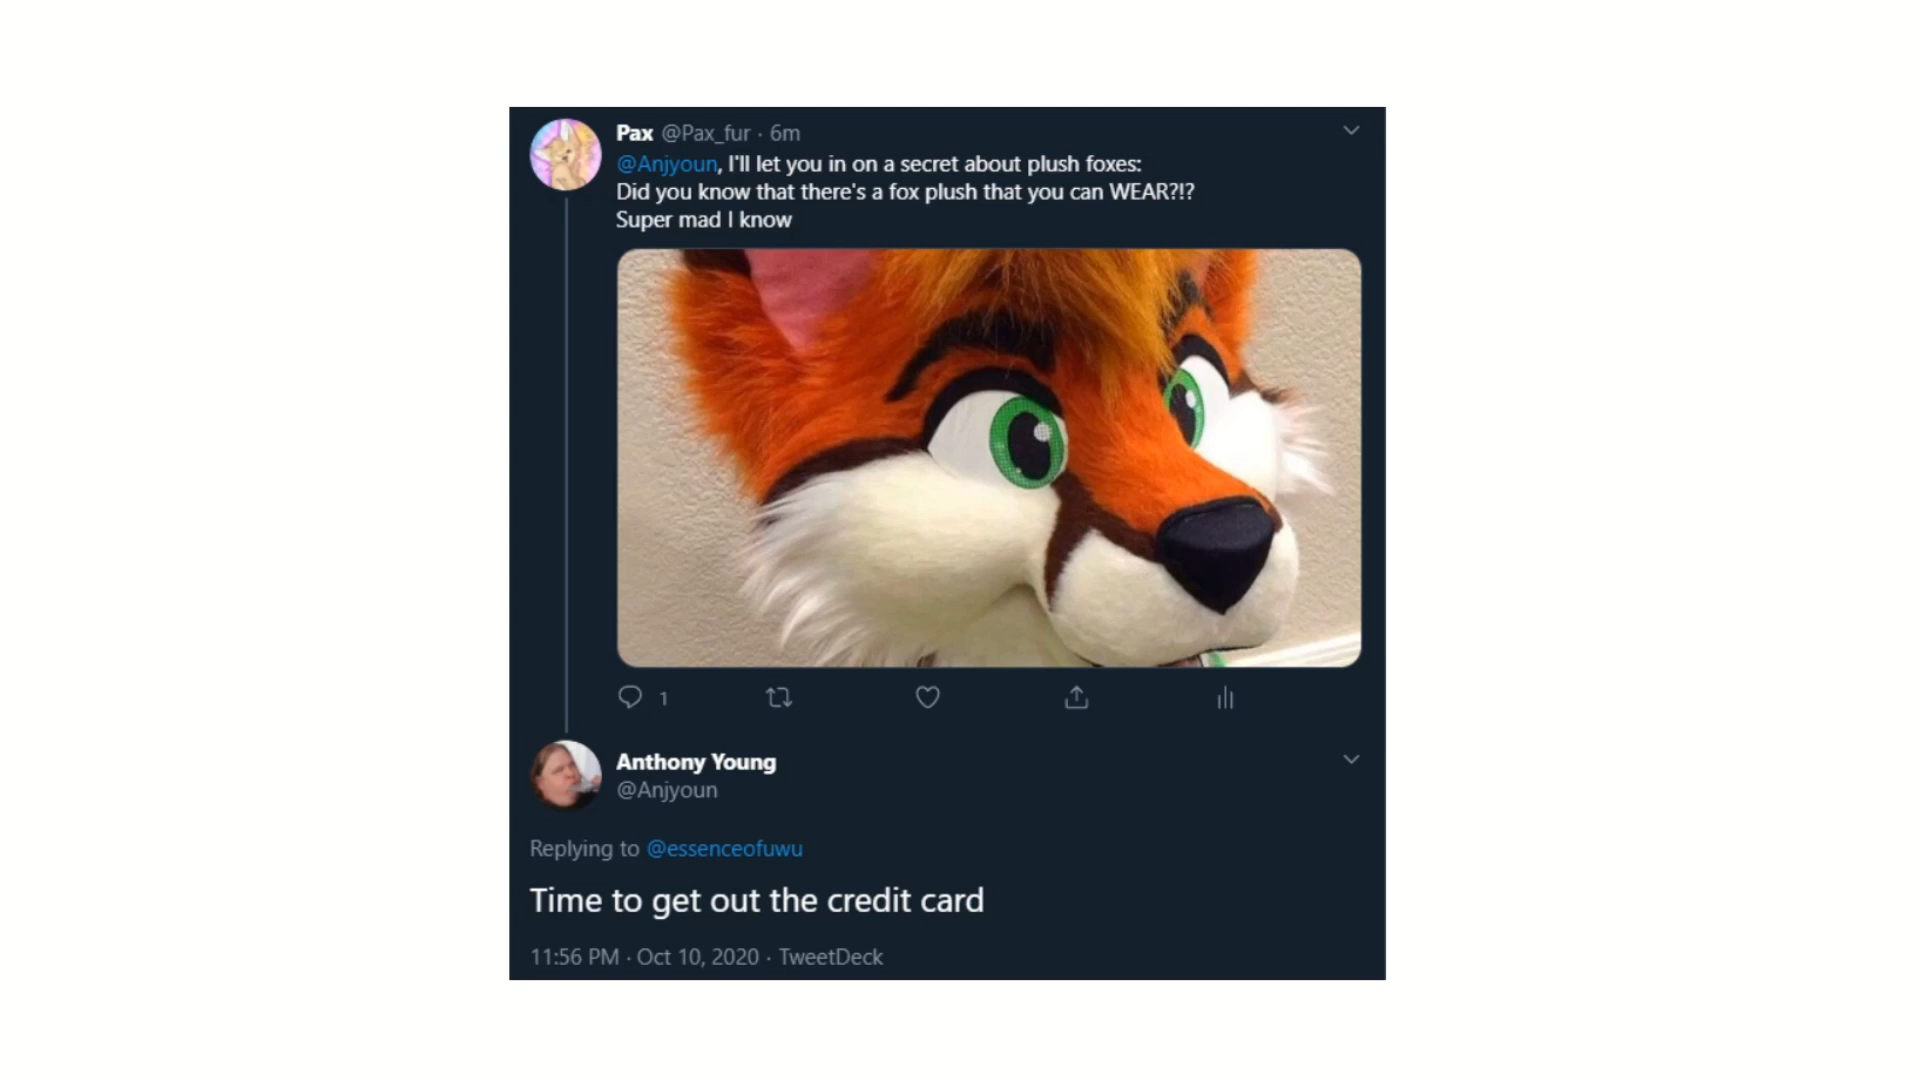 Pax @Pax_fur · 6m
@Anjyoun, I'll let you in on a secret about plush foxes:
Did you know that there's a fox plush that you can WEAR?!?
Super mad I know
1
Anthony Young
@Anjyoun
Replying to @essenceofuwu
Time to get out the credit card
11:56 PM · Oct 10, 2020 · TweetDeck